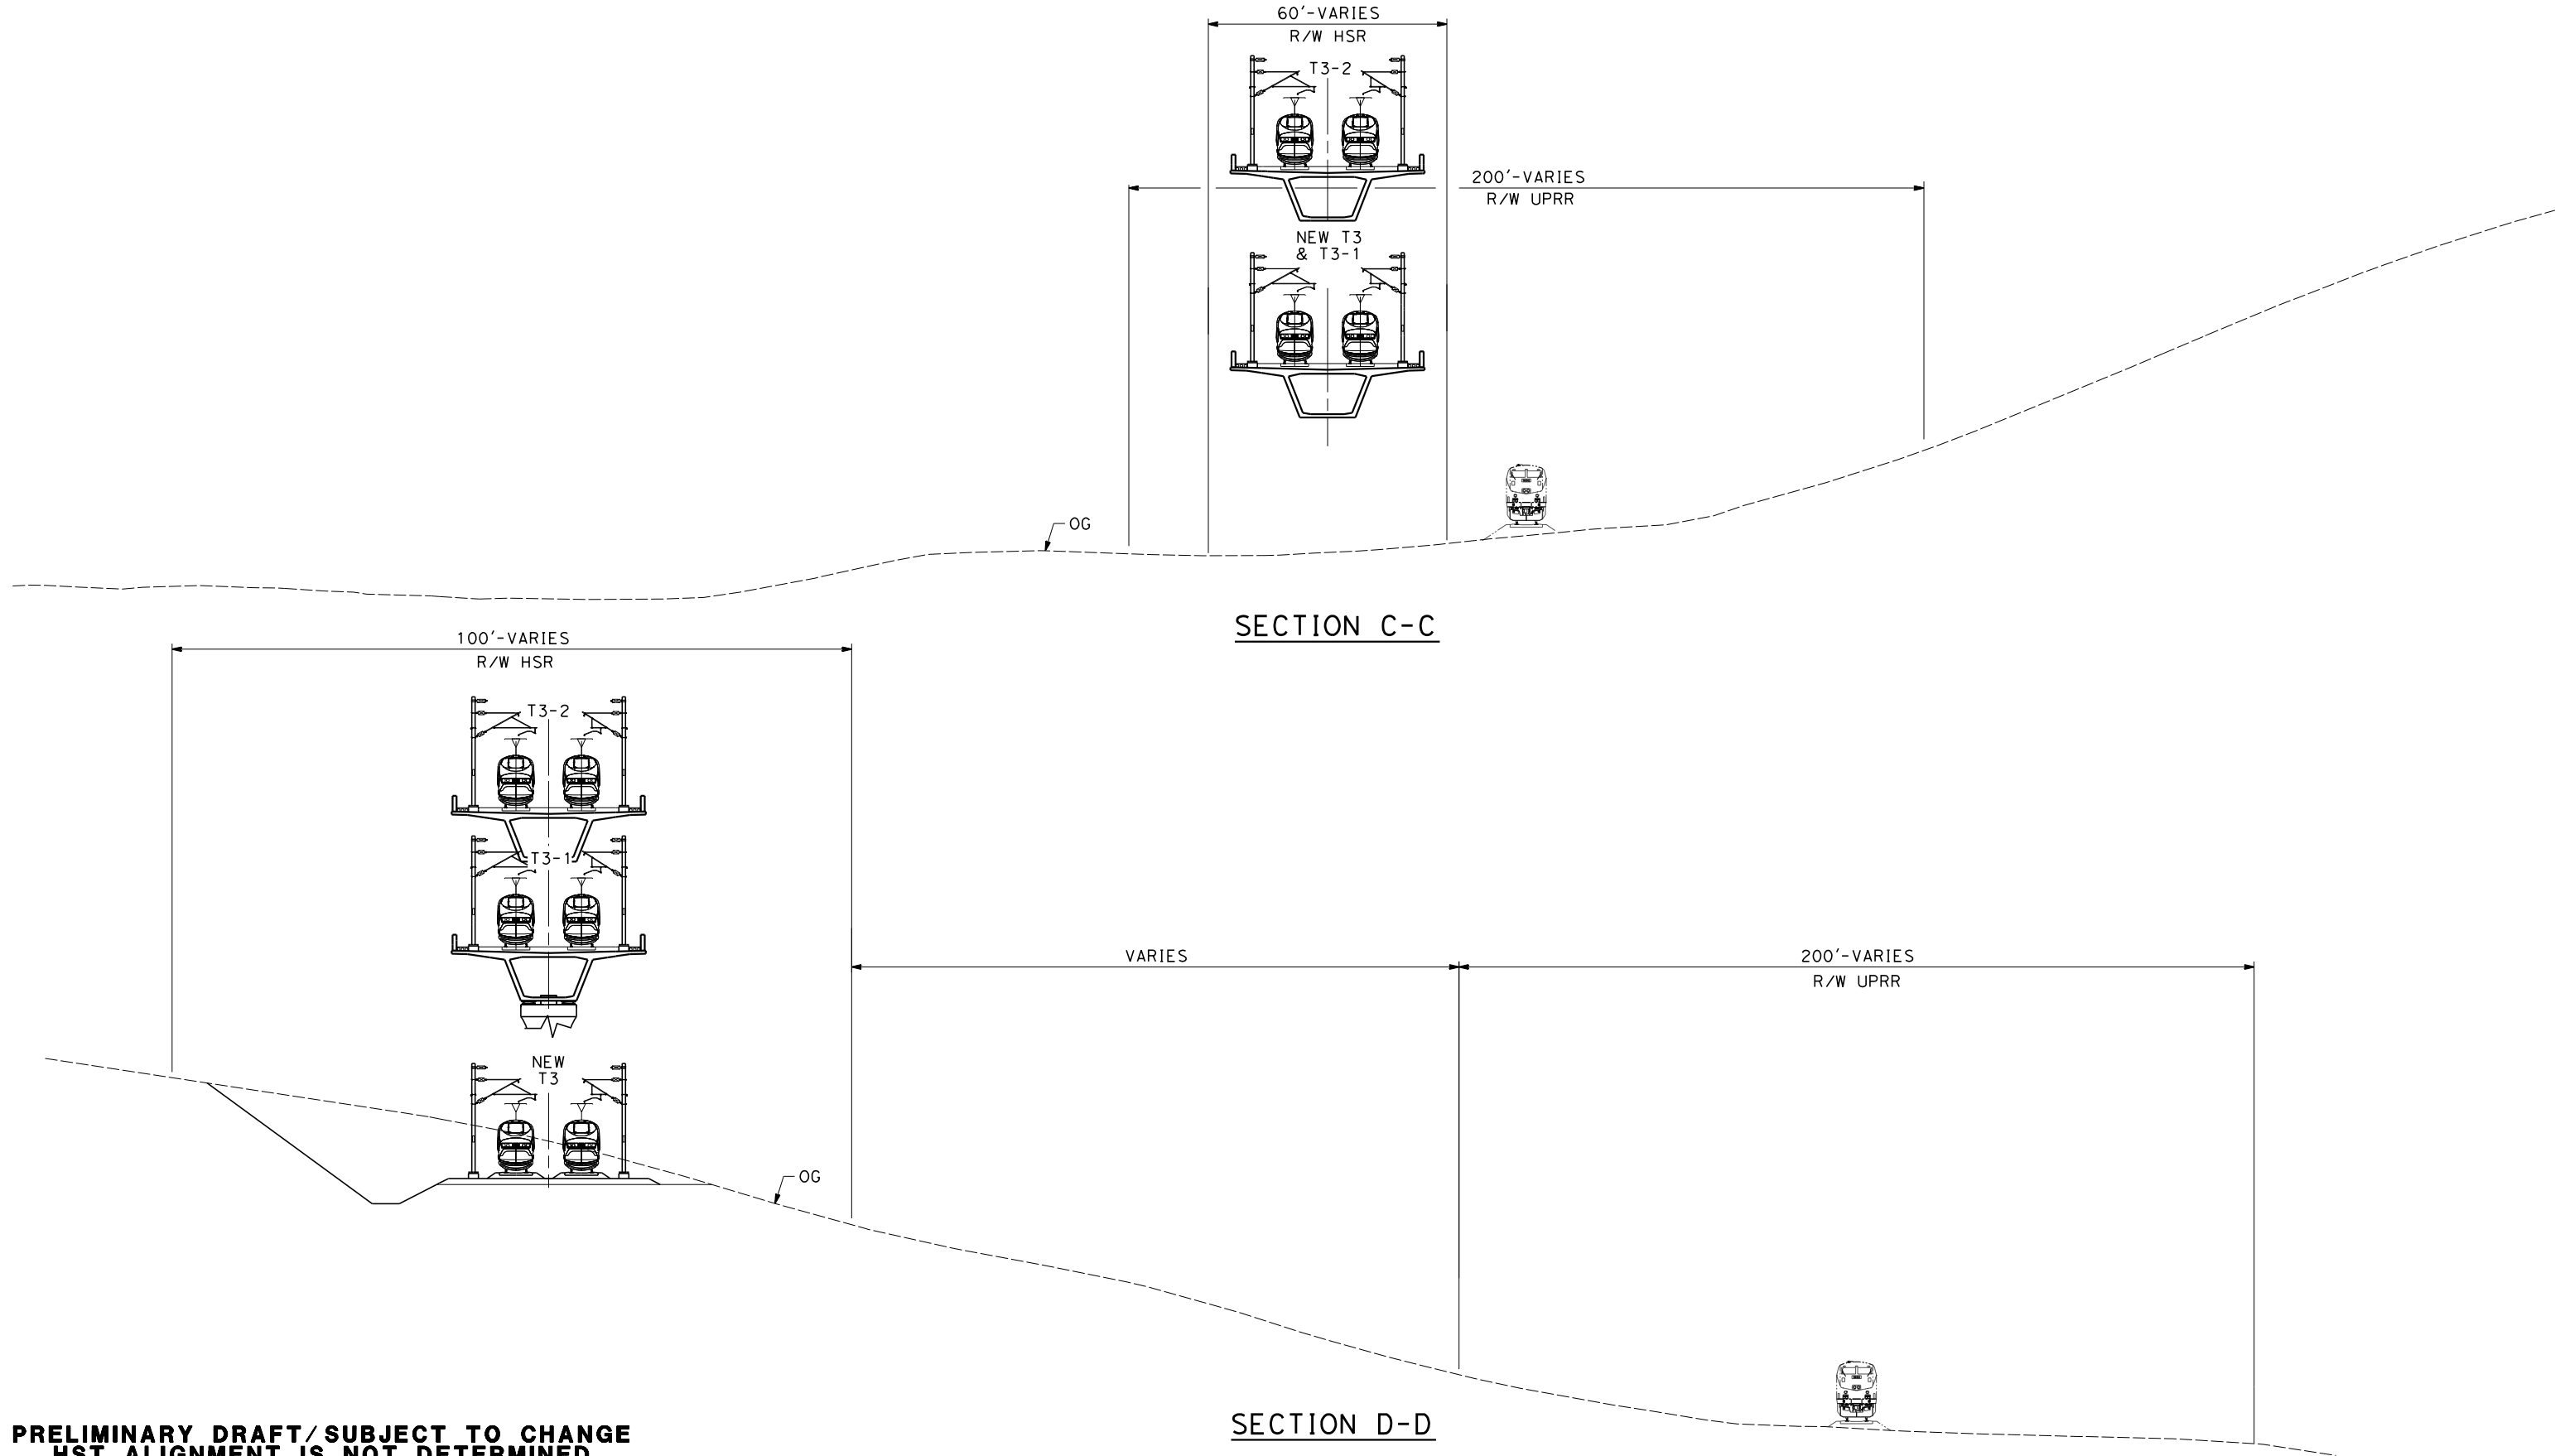 60'-VARIES
R/W HSR
T3-2
200'-VARIES
R/W UPRR
NEW T3
& T3-1
OG
SECTION C-C
100'-VARIES
R/W HSR
T3-2
T3-1
VARIES
200'-VARIES
R/W UPRR
NEW
T3
OG
SECTION D-D
PRELIMINARY DRAFT/SUBJECT TO CHANGE
HST ALIGNMENT IS NOT DETERMINED